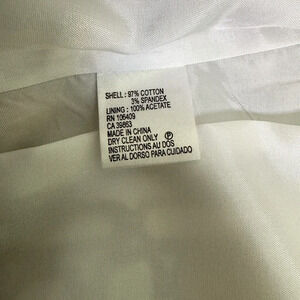 SHELL : 97% COTTON
3% SPANDEX
LINING : 100% ACETATE
RN 106409
CA 39863
MADE IN CHINA
DRY CLEAN ONLY Ⓟ
INSTRUCTIONS AU DOS
VER AL DORSO PARA CUIDADO